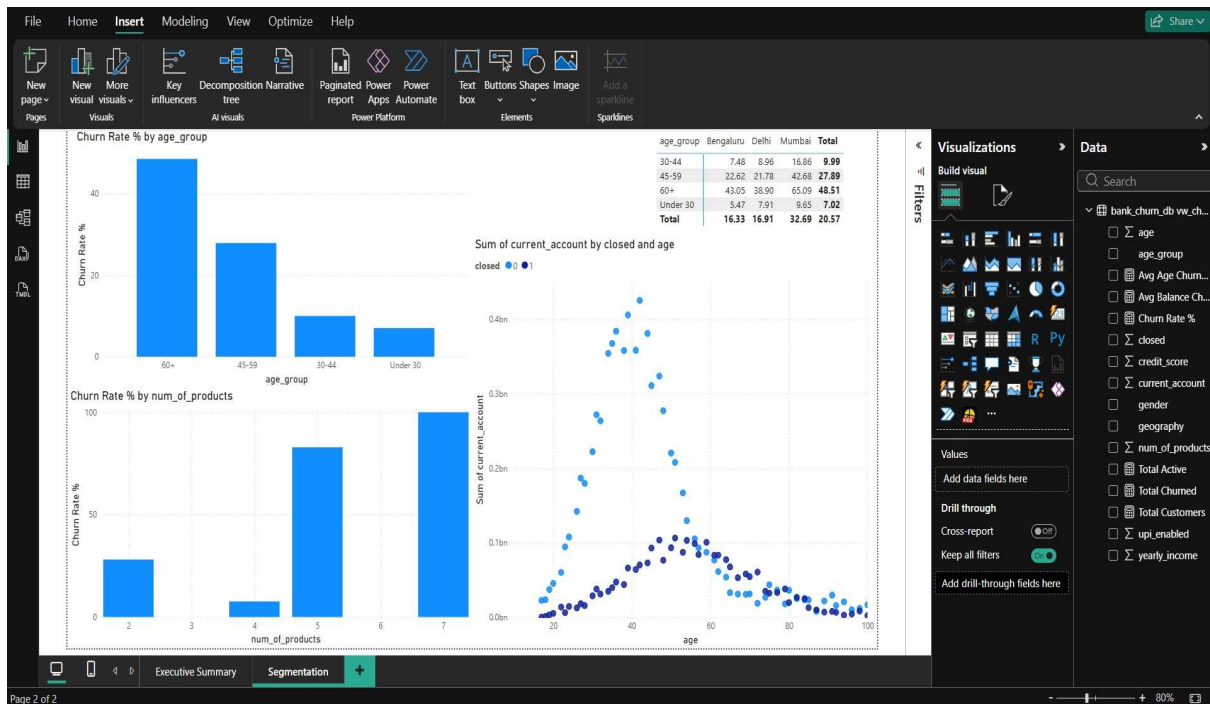 File Home Insert Modeling View Optimize Help Share
New page
New visual
More visuals
Key influencers
Decomposition tree
Narrative
Paginated report
Power Apps
Power Automate
Text box
Buttons
Shapes
Image
Add a sparkline
Pages Visuals AI visuals Power Platform Elements Sparklines
Churn Rate % by age_group
Churn Rate %
40
20
0
60+ 45-59 30-44 Under 30
age_group
Churn Rate % by num_of_products
Churn Rate %
100
50
0
2 3 4 5 6 7
num_of_products
age_group Bengaluru Delhi Mumbai Total
30-44 7.48 8.96 16.86 9.99
45-59 22.62 21.78 42.68 27.89
60+ 43.05 38.90 65.09 48.51
Under 30 5.47 7.91 9.65 7.02
Total 16.33 16.91 32.69 20.57
Sum of current_account by closed and age
closed 0 1
Sum of current_account
0.4bn
0.3bn
0.2bn
0.1bn
0.0bn
20 40 60 80 100
age
Filters
Visualizations
Build visual
R Py
Values
Add data fields here
Drill through
Cross-report Off
Keep all filters On
Add drill-through fields here
Data
Search
bank_churn_db vw_ch...
age
age_group
Avg Age Churn...
Avg Balance Ch...
Churn Rate %
closed
credit_score
current_account
gender
geography
num_of_products
Total Active
Total Churned
Total Customers
upi_enabled
yearly_income
DAX
TMDL
Executive Summary Segmentation +
Page 2 of 2
- + 80%